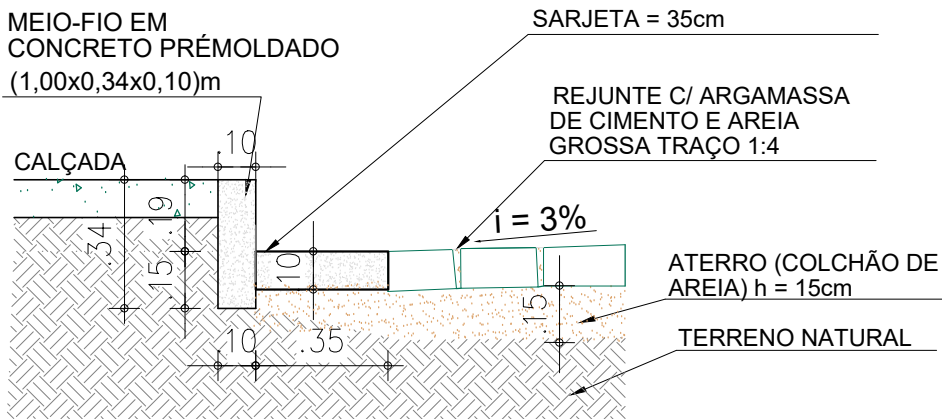 MEIO-FIO EM
CONCRETO PRÉMOLDADO
(1,00x0,34x0,10)m
SARJETA = 35cm
REJUNTE C/ ARGAMASSA
DE CIMENTO E AREIA
GROSSA TRAÇO 1:4
.10
CALÇADA
i = 3%
.19
.34
.15
.10
ATERRO (COLCHÃO DE
AREIA) h = 15cm
.15
.10
.35
TERRENO NATURAL